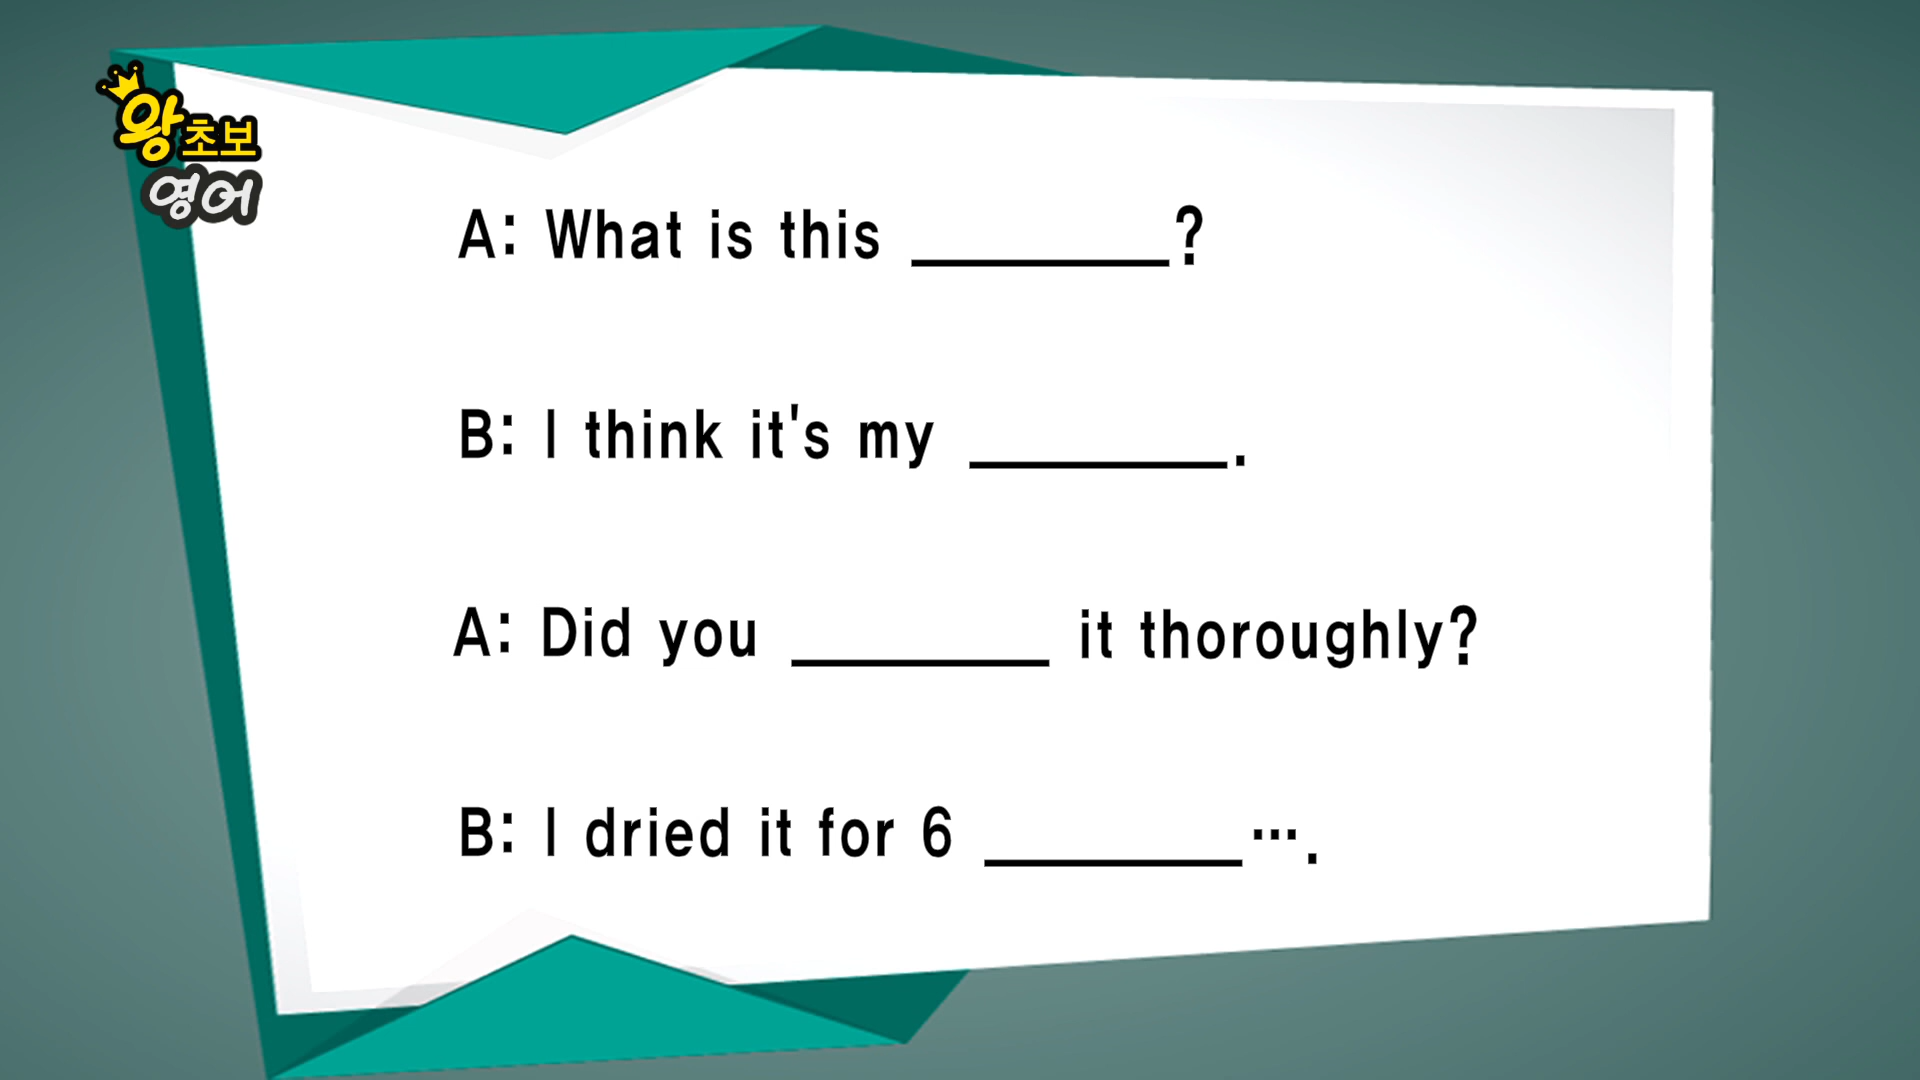 왕초보
영어
A: What is this ________?
B: I think it's my ________.
A: Did you ________ it thoroughly?
B: I dried it for 6 ________….